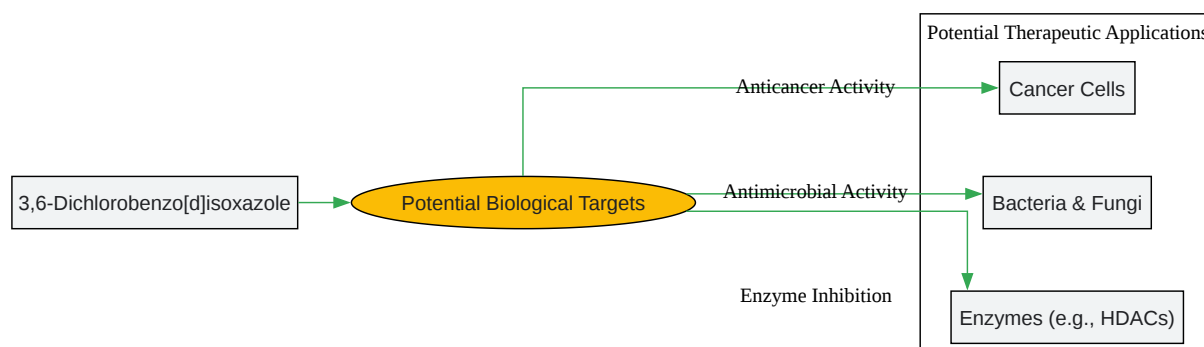 Potential Therapeutic Applications
Anticancer Activity
Cancer Cells
3,6-Dichlorobenzo[d]isoxazole
Potential Biological Targets
Antimicrobial Activity
Bacteria & Fungi
Enzyme Inhibition
Enzymes (e.g., HDACs)